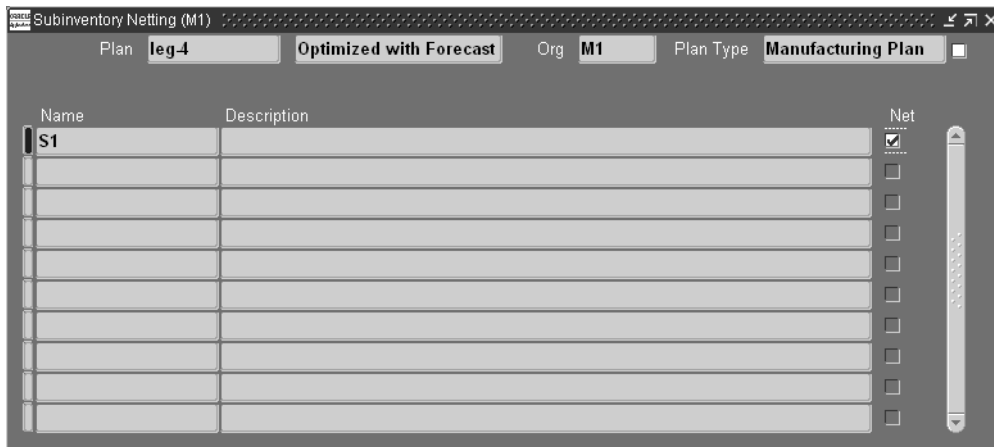 Subinventory Netting (M1)
Plan leg-4 Optimized with Forecast Org M1 Plan Type Manufacturing Plan
Name Description Net
S1